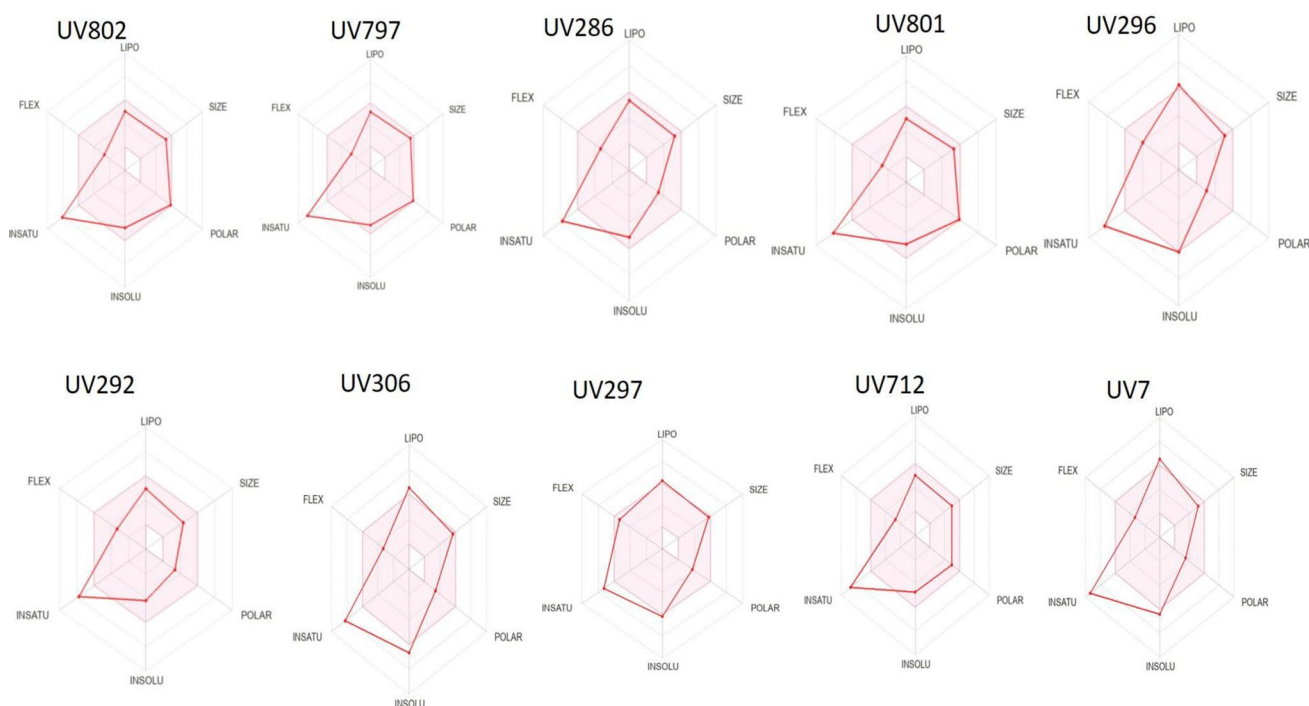 UV802
LIPO
FLEX
SIZE
INSATU
POLAR
INSOLU
UV797
LIPO
FLEX
SIZE
INSATU
POLAR
INSOLU
UV286
LIPO
FLEX
SIZE
INSATU
POLAR
INSOLU
UV801
LIPO
FLEX
SIZE
INSATU
POLAR
INSOLU
UV296
LIPO
FLEX
SIZE
INSATU
POLAR
INSOLU
UV292
LIPO
FLEX
SIZE
INSATU
POLAR
INSOLU
UV306
LIPO
FLEX
SIZE
INSATU
POLAR
INSOLU
UV297
LIPO
FLEX
SIZE
INSATU
POLAR
INSOLU
UV712
LIPO
FLEX
SIZE
INSATU
POLAR
INSOLU
UV7
LIPO
FLEX
SIZE
INSATU
POLAR
INSOLU